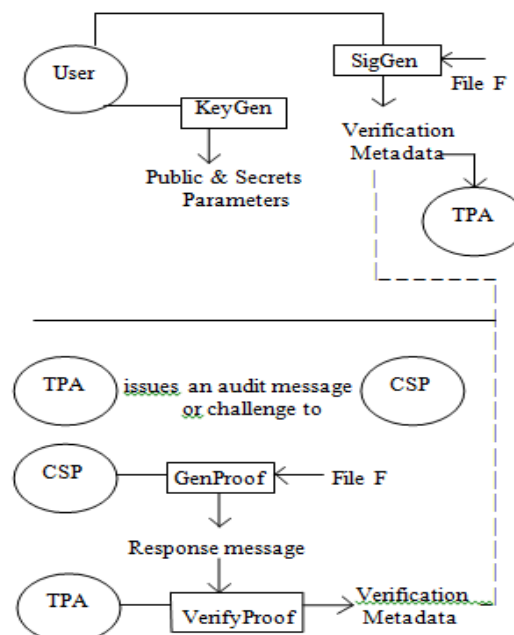 User
SigGen
File F
KeyGen
Verification
Metadata
Public & Secrets
Parameters
TPA
TPA
issues an audit message
or challenge to
CSP
CSP
GenProof
File F
Response message
TPA
VerifyProof
Verification
Metadata